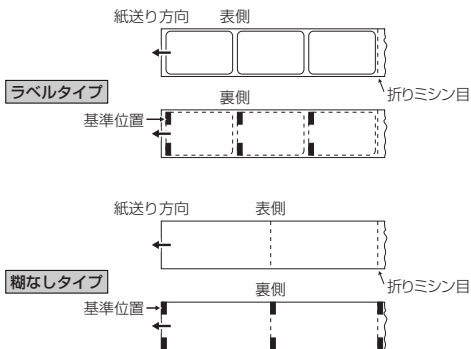 紙送り方向 表側
ラベルタイプ
折りミシン目
裏側
基準位置
紙送り方向 表側
糊なしタイプ
折りミシン目
裏側
基準位置